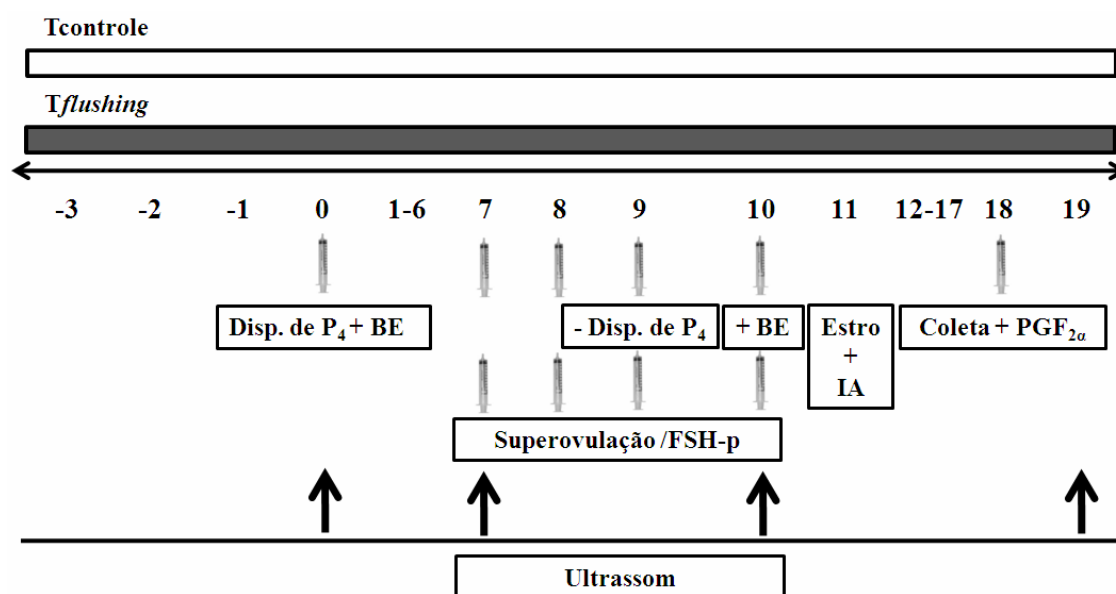 Tcontrole
Tflushing
-3 -2 -1 0 1-6 7 8 9 10 11 12-17 18 19
Disp. de P4 + BE - Disp. de P4 + BE Estro Coleta + PGF2α
+
IA
Superovulação /FSH-p
Ultrassom